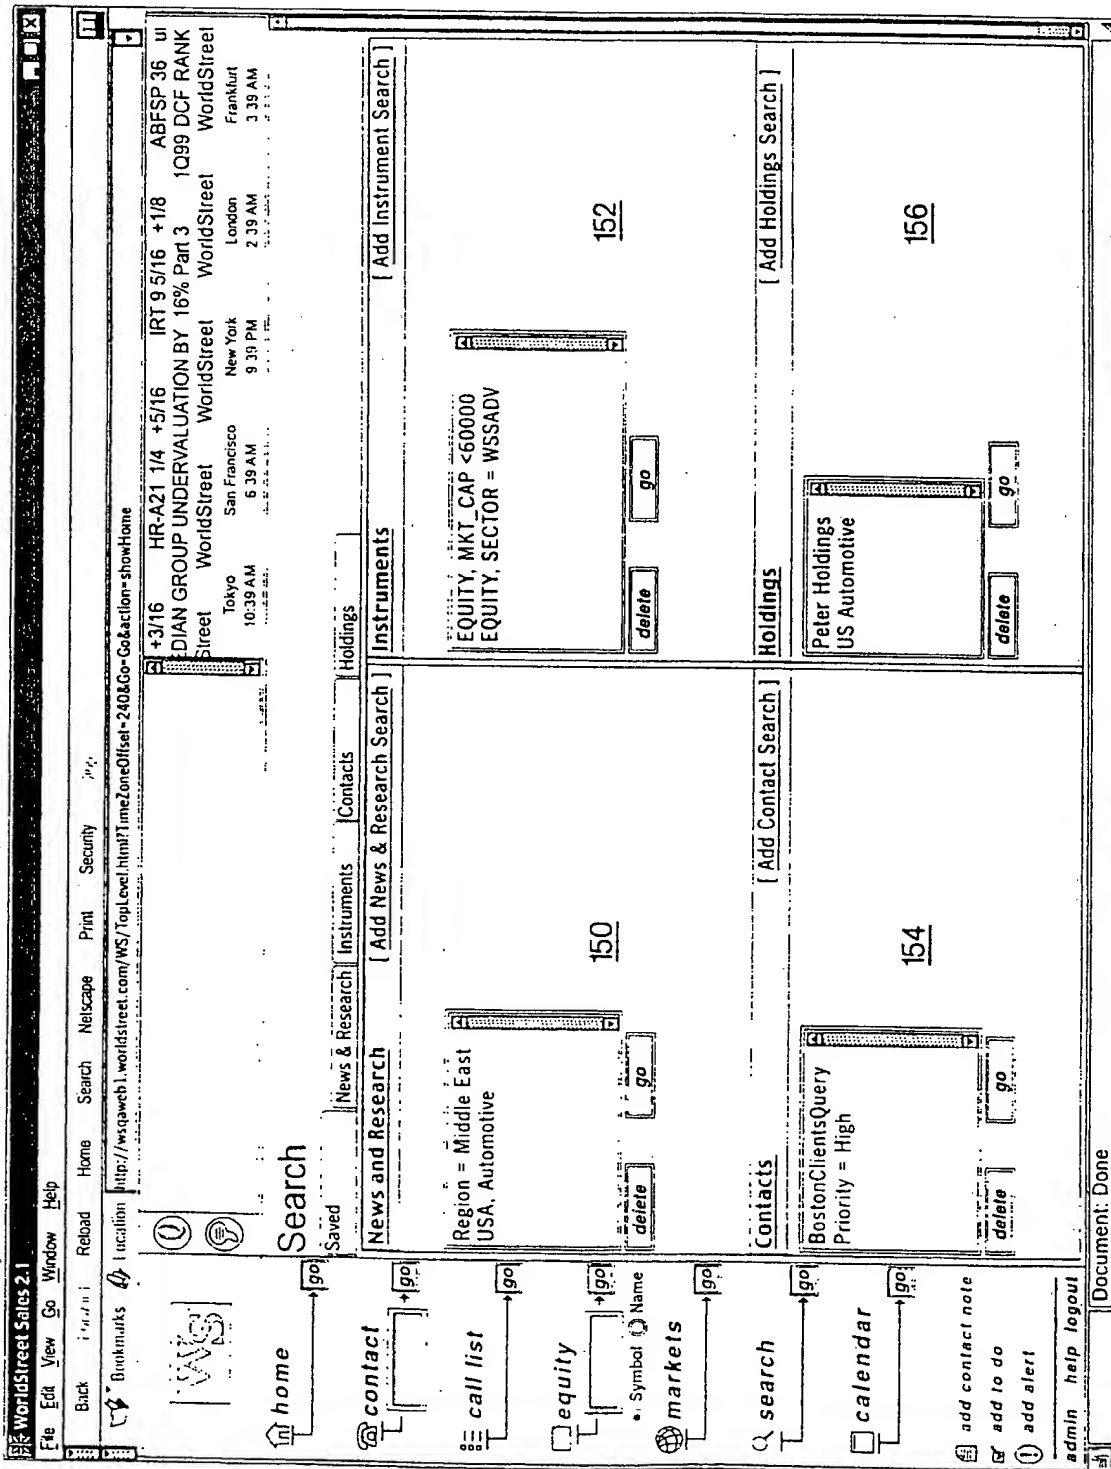 WorldStreet Sales 2.1
File Edit View Go Window Help
Back Reload Home Search Netscape Print Security
Bookmarks Location http://wsqaweb1.worldstreet.com/WS/TopLevel.html?TimeZoneOffset=240&Go=Go&action=showHome
WS
+3/16 HR-A21 1/4 +5/16 IRT 9 5/16 +1/8 ABFSP 36
EDIAN GROUP UNDERVALUATION BY 16% Part 3 1Q99 DCF RANK
Street WorldStreet WorldStreet WorldStreet WorldStreet
Tokyo San Francisco New York London Frankfurt
10:39 AM 6 39 AM 9 39 PM 2 39 AM 3 39 AM
home
go
contact
go
call list
go
equity
go
Symbol Name
markets
go
search
go
calendar
go
add contact note
add to do
add alert
admin help logout
Search
Saved News & Research Instruments Contacts Holdings
News and Research [ Add News & Research Search ]
Region = Middle East
USA, Automotive
delete go
150
Instruments [ Add Instrument Search ]
EQUITY, MKT_CAP <60000
EQUITY, SECTOR = WSSADV
delete go
152
Contacts [ Add Contact Search ]
BostonClientsQuery
Priority = High
delete go
154
Holdings [ Add Holdings Search ]
Peter Holdings
US Automotive
delete go
156
Document: Done